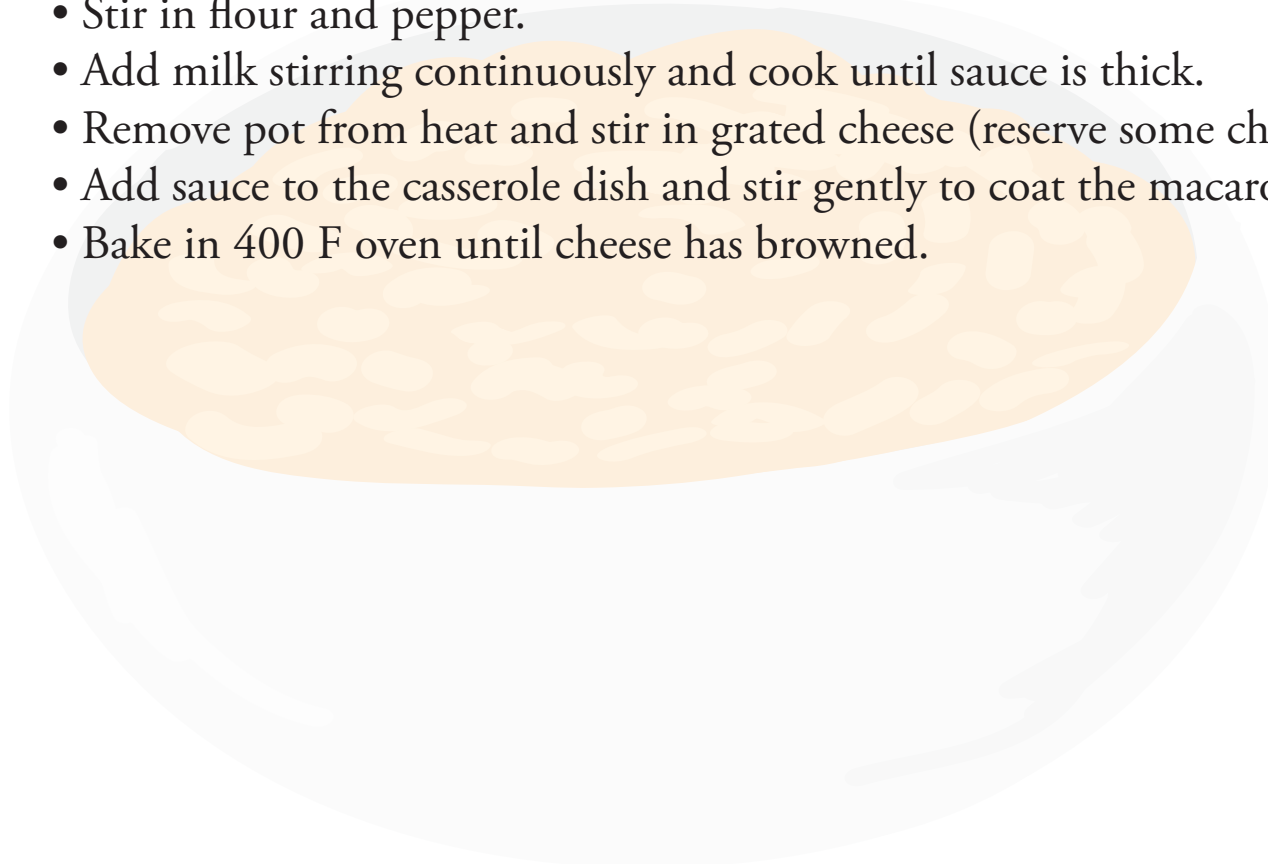 • Stir in flour and pepper.
• Add milk stirring continuously and cook until sauce is thick.
• Remove pot from heat and stir in grated cheese (reserve some
• Add sauce to the casserole dish and stir gently to coat the
• Bake in 400 F oven until cheese has browned.